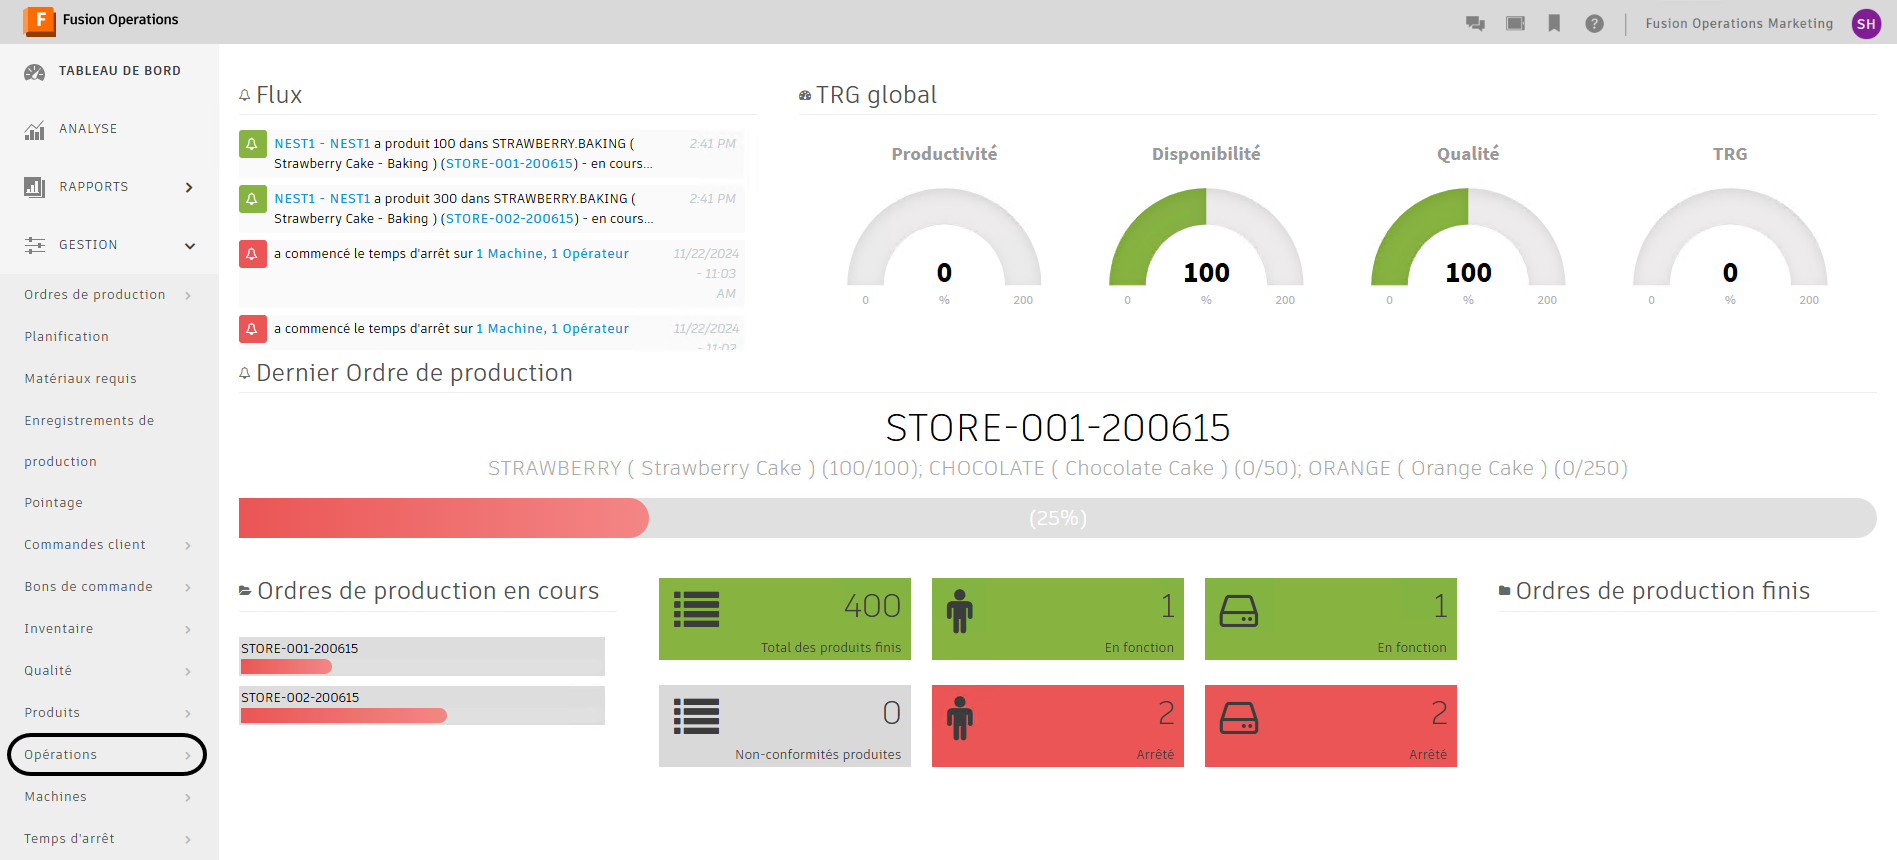 Fusion Operations
Fusion Operations Marketing
SH
TABLEAU DE BORD
ANALYSE
RAPPORTS
GESTION
Ordres de production
Planification
Matériaux requis
Enregistrements de
production
Pointage
Commandes client
Bons de commande
Inventaire
Qualité
Produits
Opérations
Machines
Temps d'arrêt
Flux
NEST1 - NEST1 a produit 100 dans STRAWBERRY.BAKING (
Strawberry Cake - Baking ) (STORE-001-200615) - en cours...
2:41 PM
NEST1 - NEST1 a produit 300 dans STRAWBERRY.BAKING (
Strawberry Cake - Baking ) (STORE-002-200615) - en cours...
2:41 PM
a commencé le temps d'arrêt sur 1 Machine, 1 Opérateur
11/22/2024
- 11:03
AM
a commencé le temps d'arrêt sur 1 Machine, 1 Opérateur
11/22/2024
- 11:02
TRG global
Productivité
0
0 % 200
Disponibilité
100
0 % 200
Qualité
100
0 % 200
TRG
0
0 % 200
Dernier Ordre de production
STORE-001-200615
STRAWBERRY ( Strawberry Cake ) (100/100); CHOCOLATE ( Chocolate Cake ) (0/50); ORANGE ( Orange Cake ) (0/250)
(25%)
Ordres de production en cours
STORE-001-200615
STORE-002-200615
400
Total des produits finis
1
En fonction
1
En fonction
0
Non-conformités produites
2
Arrêté
2
Arrêté
Ordres de production finis